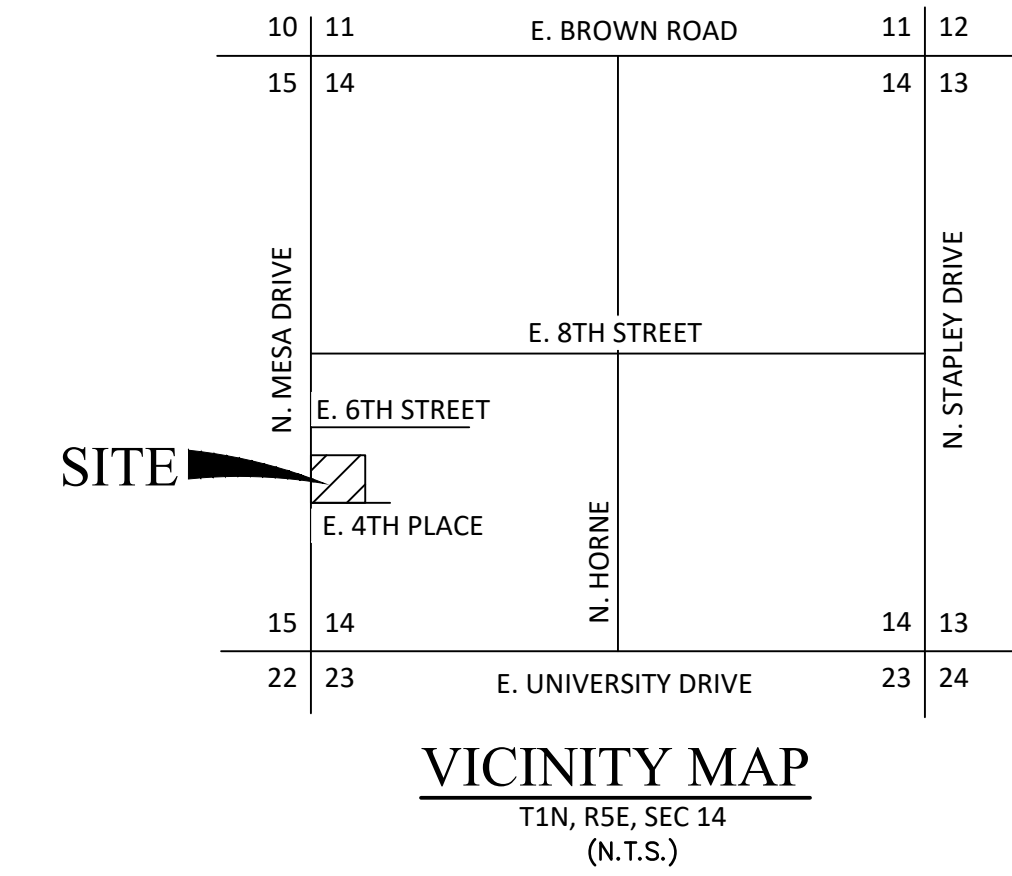 10 11 E. BROWN ROAD 11 12
15 14 14 13
N. MESA DRIVE
N. STAPLEY DRIVE
E. 8TH STREET
E. 6TH STREET
SITE
E. 4TH PLACE
N. HORNE
15 14 14 13
22 23 E. UNIVERSITY DRIVE 23 24
VICINITY MAP
T1N, R5E, SEC 14
(N.T.S.)